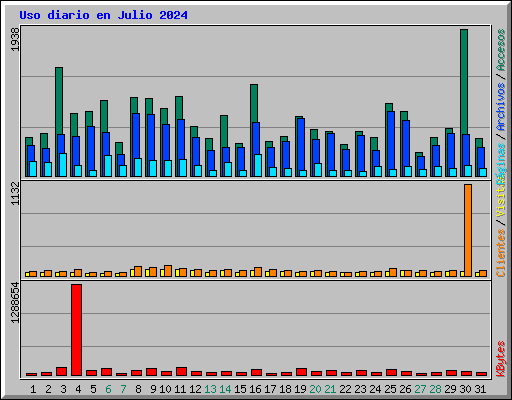 Uso diario en Julio 2024
1938
1132
1288654
Accesos / Archivos / Páginas
Clientes / Visitas
KBytes
1 2 3 4 5 6 7 8 9 10 11 12 13 14 15 16 17 18 19 20 21 22 23 24 25 26 27 28 29 30 31